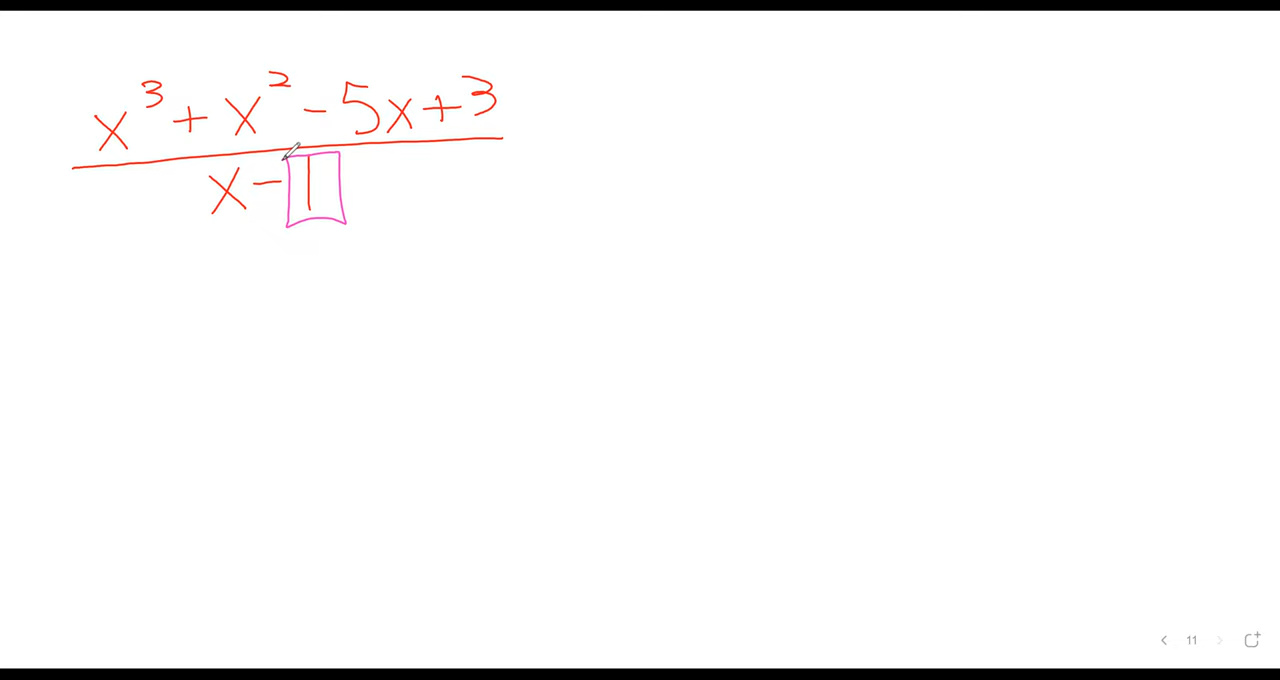 x³ + x² - 5x + 3
x - 1
11